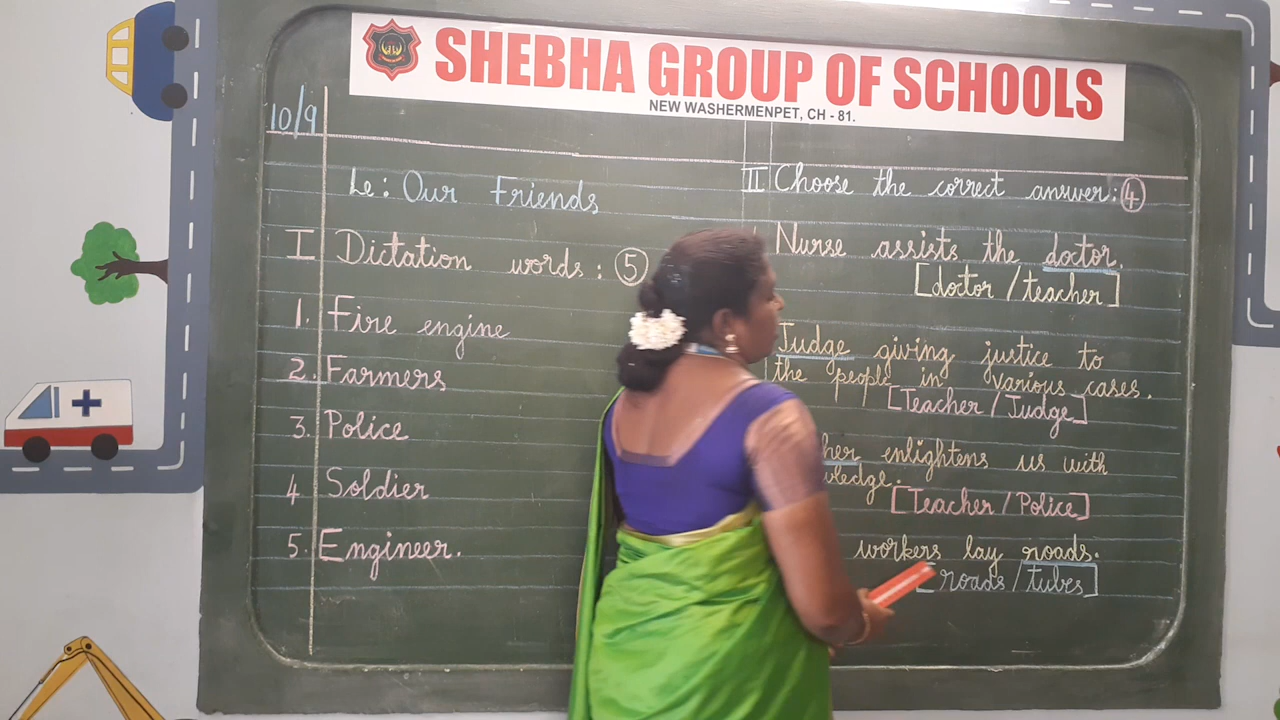 SHEBHA GROUP OF SCHOOLS
NEW WASHERMENPET, CH - 81.
10/9
Le: Our Friends
I Dictation words: 5
1. Fire engine
2. Farmers
3. Police
4 Soldier
5. Engineer.
II Choose the correct answer: 4
Nurse assists the doctor.
[doctor / teacher]
Judge giving justice to
the people in various cases.
[Teacher / Judge]
enlightens us with
[Teacher / Police]
workers lay roads.
[roads / tubes]